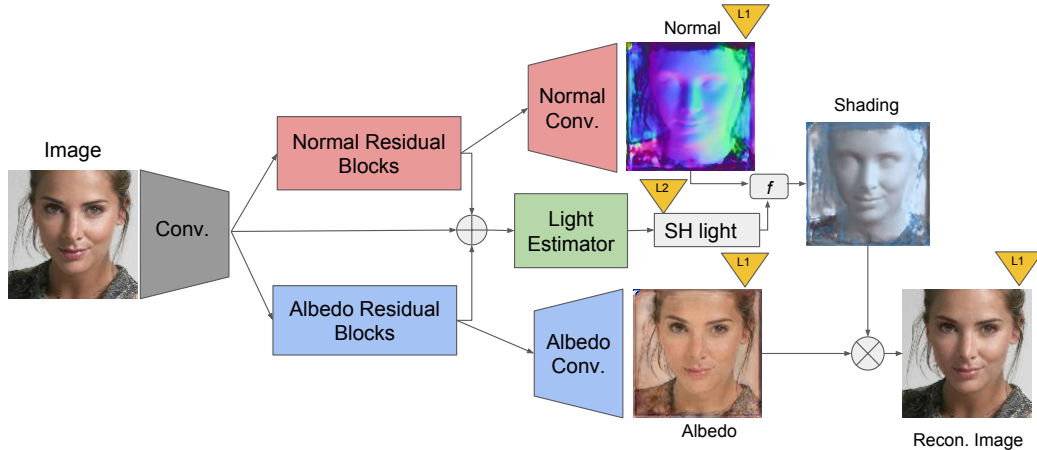 Image
Conv.
Normal Residual
Blocks
Albedo Residual
Blocks
Normal
Conv.
Light
Estimator
Albedo
Conv.
Normal
L1
L2
SH light
f
Shading
L1
Albedo
L1
Recon. Image